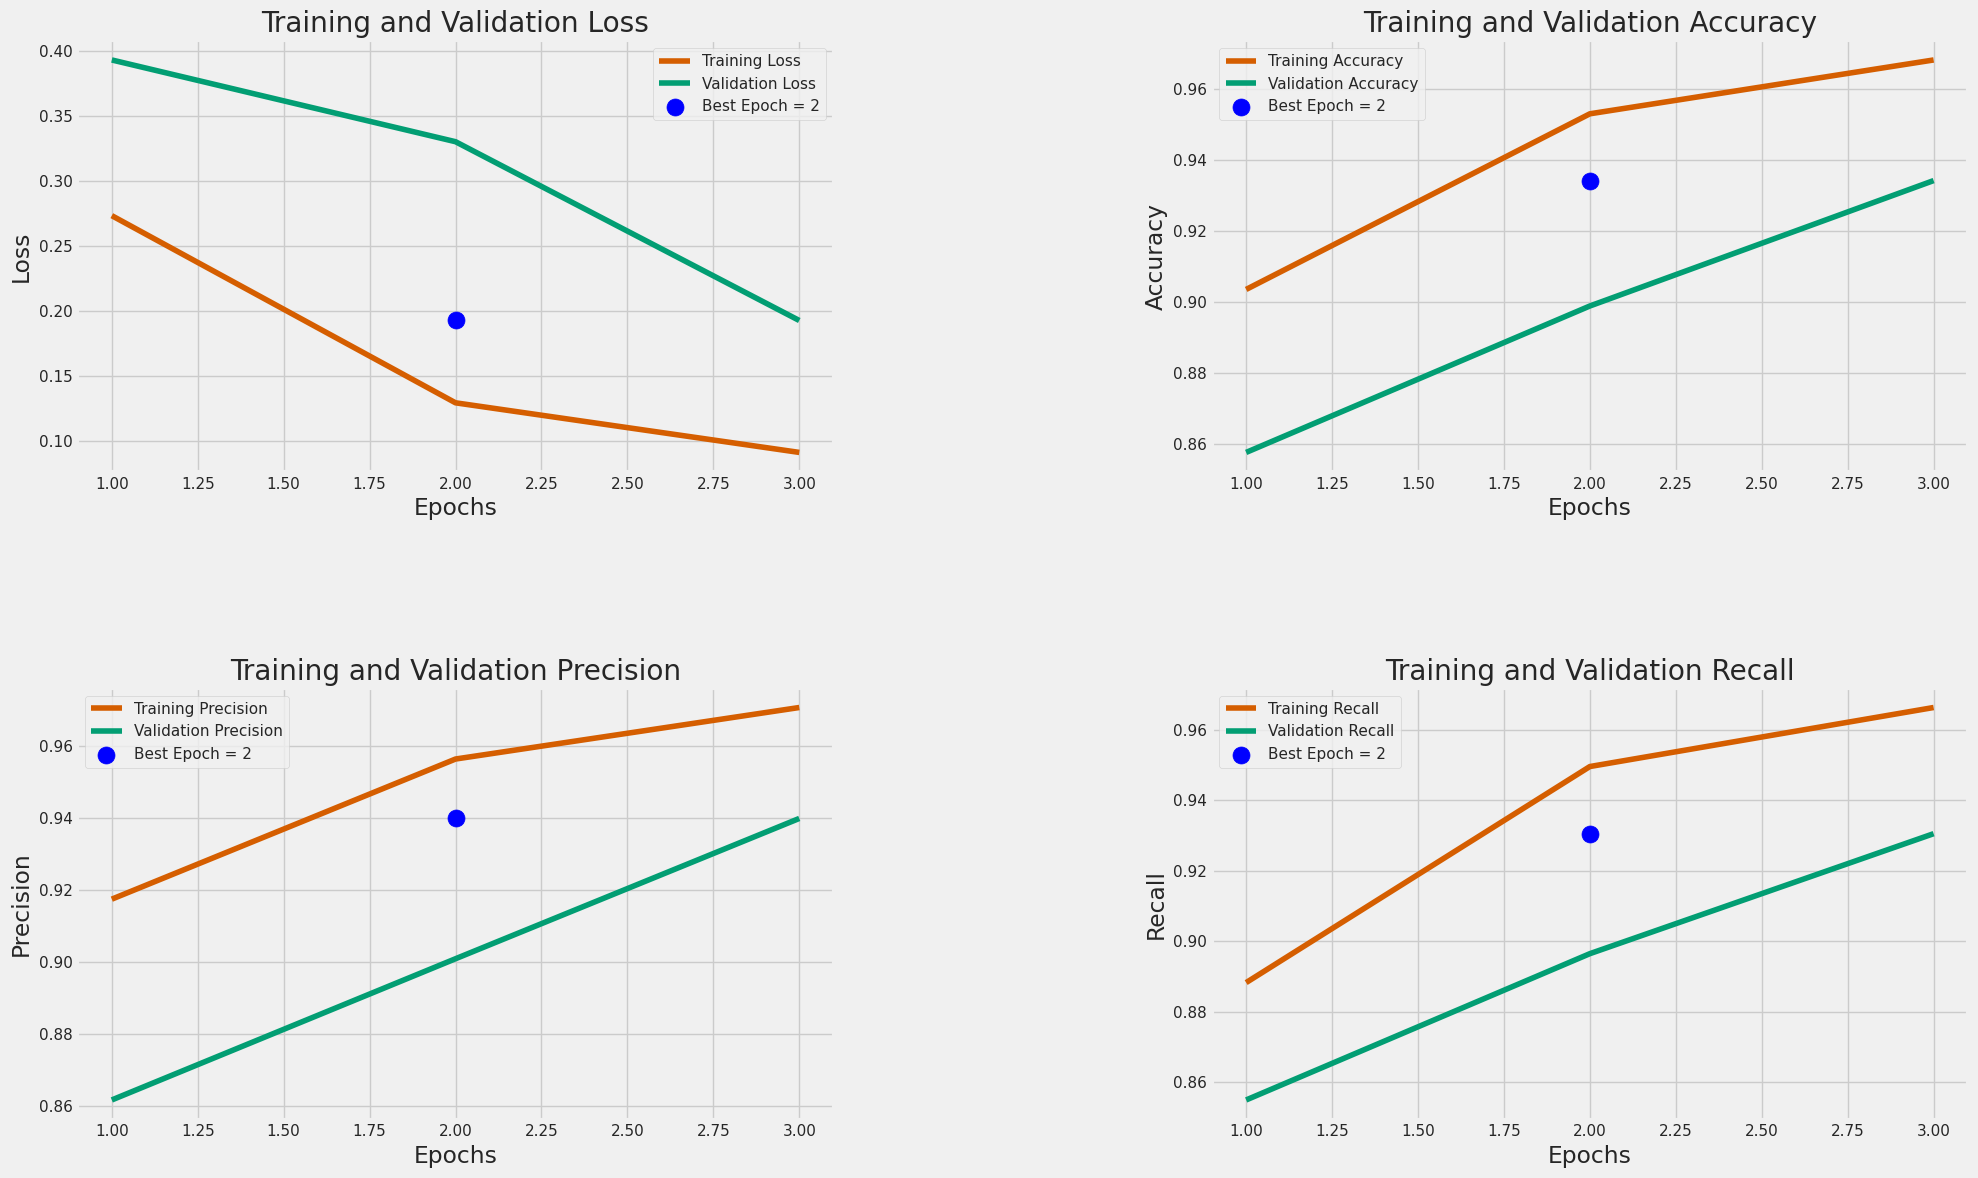 Training and Validation Loss
Training Loss
Validation Loss
Best Epoch = 2
0.40
0.35
0.30
0.25
0.20
0.15
0.10
Loss
1.00 1.25 1.50 1.75 2.00 2.25 2.50 2.75 3.00
Epochs
Training and Validation Accuracy
Training Accuracy
Validation Accuracy
Best Epoch = 2
0.96
0.94
0.92
0.90
0.88
0.86
Accuracy
1.00 1.25 1.50 1.75 2.00 2.25 2.50 2.75 3.00
Epochs
Training and Validation Precision
Training Precision
Validation Precision
Best Epoch = 2
0.96
0.94
0.92
0.90
0.88
0.86
Precision
1.00 1.25 1.50 1.75 2.00 2.25 2.50 2.75 3.00
Epochs
Training and Validation Recall
Training Recall
Validation Recall
Best Epoch = 2
0.96
0.94
0.92
0.90
0.88
0.86
Recall
1.00 1.25 1.50 1.75 2.00 2.25 2.50 2.75 3.00
Epochs